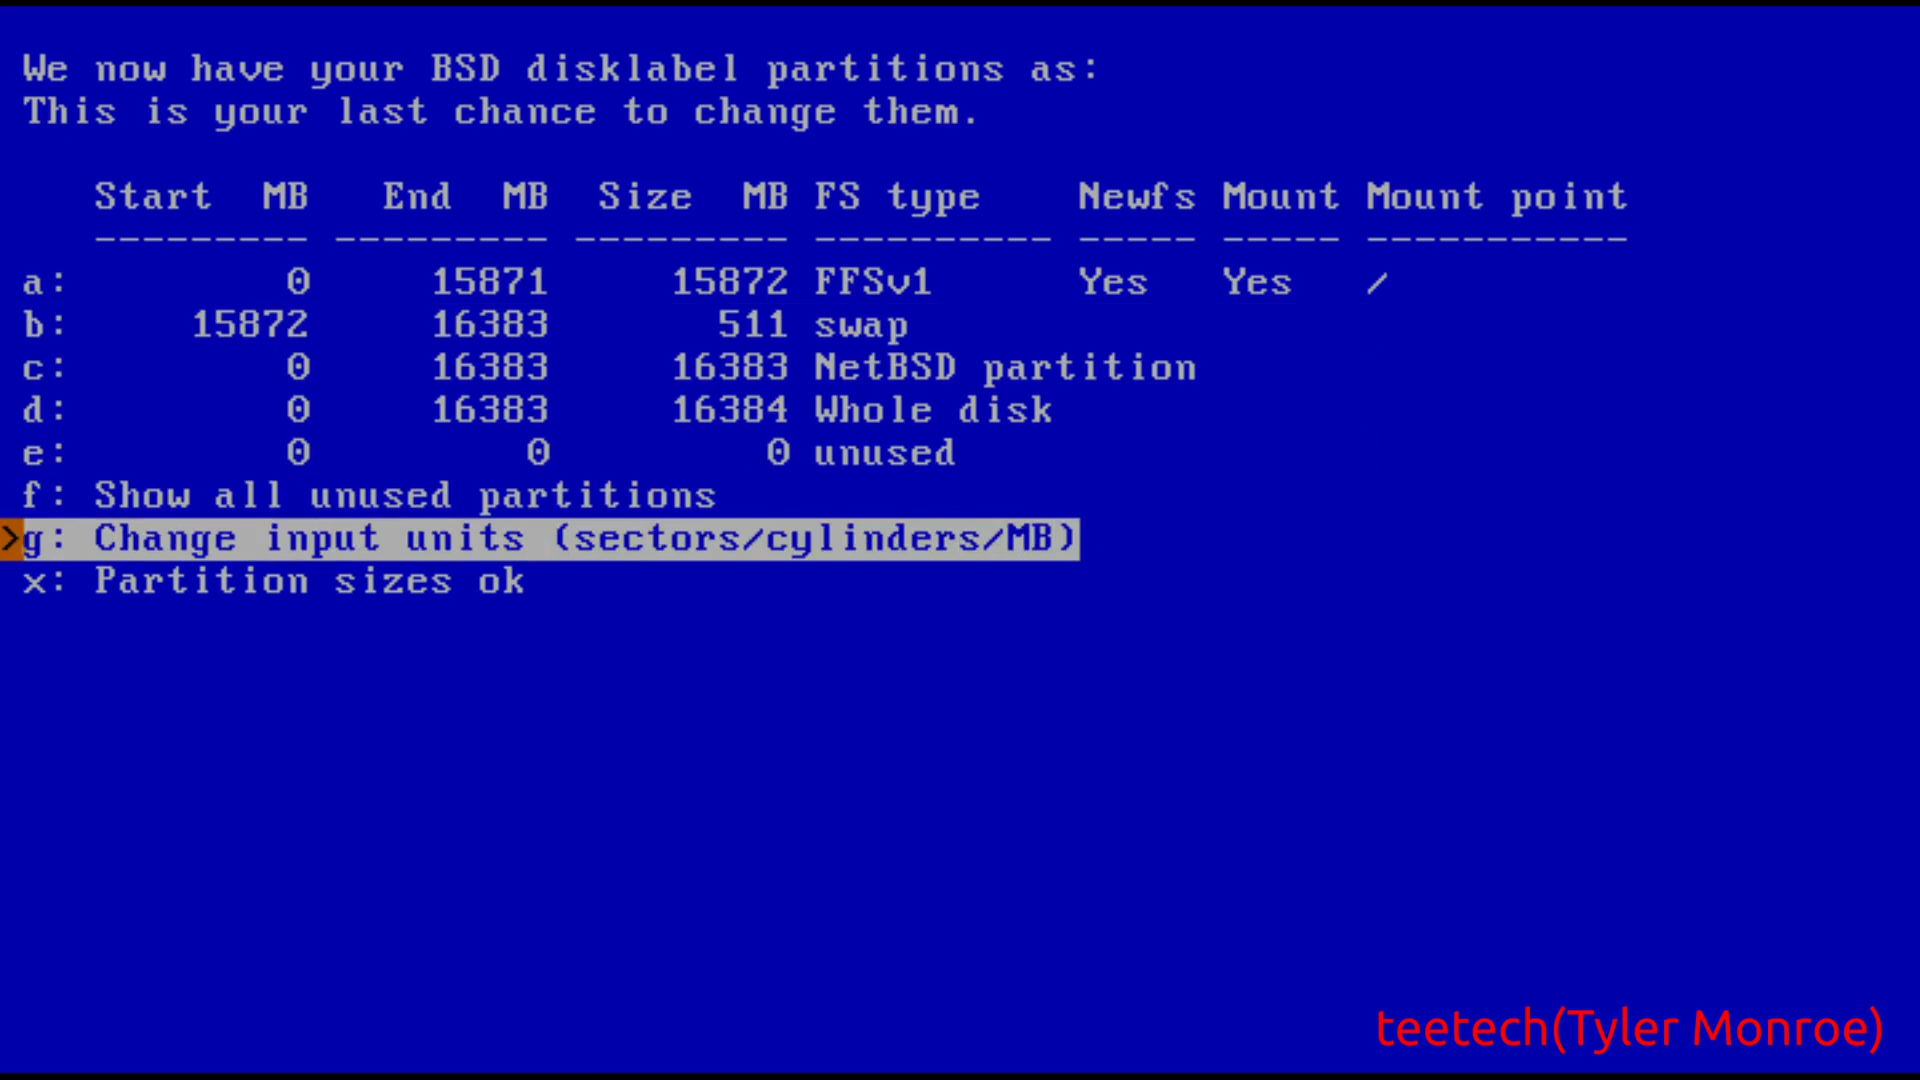 We now have your BSD disklabel partitions as:
This is your last chance to change them.
Start MB End MB Size MB FS type Newfs Mount Mount point
--------- --------- --------- ---------- ----- ----- -----------
a: 0 15871 15872 FFSv1 Yes Yes /
b: 15872 16383 511 swap
c: 0 16383 16383 NetBSD partition
d: 0 16383 16384 Whole disk
e: 0 0 0 unused
f: Show all unused partitions
>g: Change input units (sectors/cylinders/MB)
x: Partition sizes ok
teetech(Tyler Monroe)